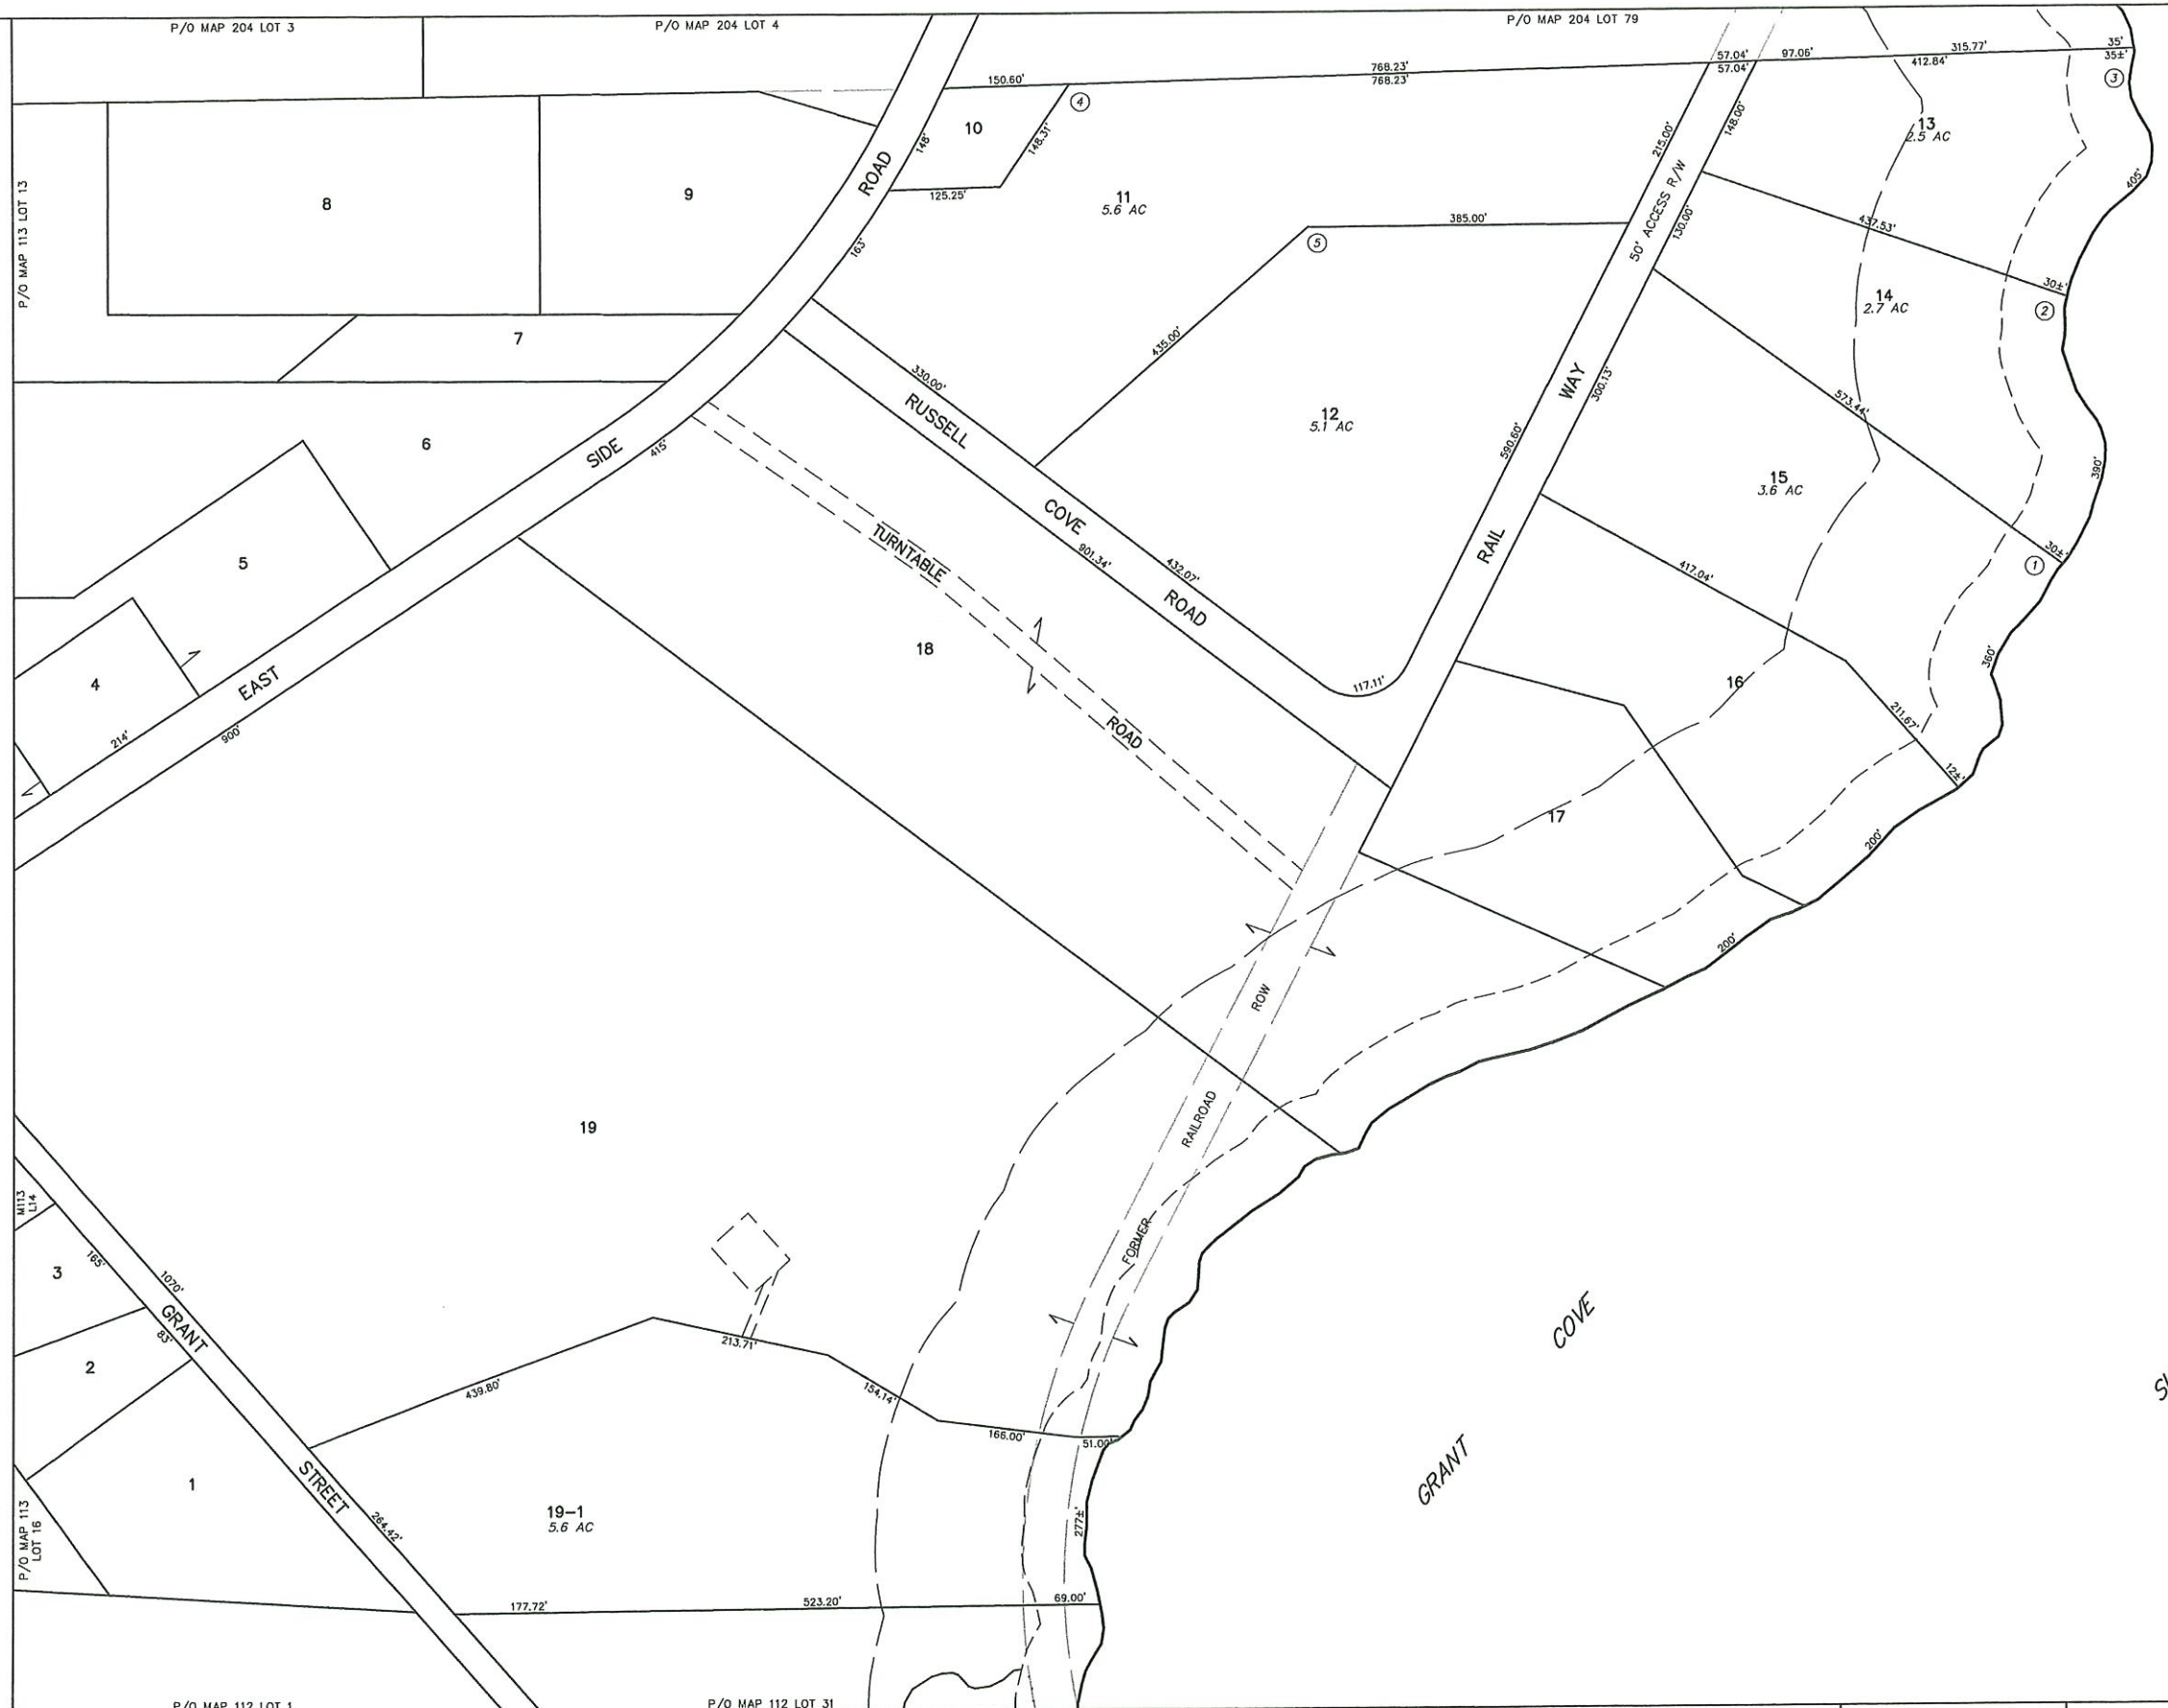 P/O MAP 204 LOT 3
P/O MAP 204 LOT 4
P/O MAP 204 LOT 79
150.60'
768.23'
768.23'
57.04'
57.04'
97.06'
315.77'
412.84'
35'
35±'
3
4
10
148'
148.31'
125.25'
ROAD
8
9
P/O MAP 113 LOT 13
11
5.6 AC
163'
385.00'
5
215.00'
148.00'
50' ACCESS R/W
130.00'
13
2.5 AC
405'
437.53'
30±'
2
14
2.7 AC
7
6
SIDE
415'
330.00'
RUSSELL
435.00'
12
5.1 AC
WAY
300.13'
590.60'
573.44'
390'
30±'
1
15
3.6 AC
RAIL
COVE
901.34'
432.07'
ROAD
TURNTABLE
ROAD
5
4
EAST
214'
900'
18
117.11'
417.04'
16
211.67'
360'
12±'
17
200'
200'
ROW
RAILROAD
FORMER
19
M113
L14
3
165'
1070'
GRANT
83'
2
213.71'
439.80'
154.14'
166.00'
51.00'
COVE
GRANT
1
STREET
264.42'
19-1
5.6 AC
277±'
P/O MAP 113
LOT 16
177.72'
523.20'
69.00'
P/O MAP 112 LOT 1
P/O MAP 112 LOT 31